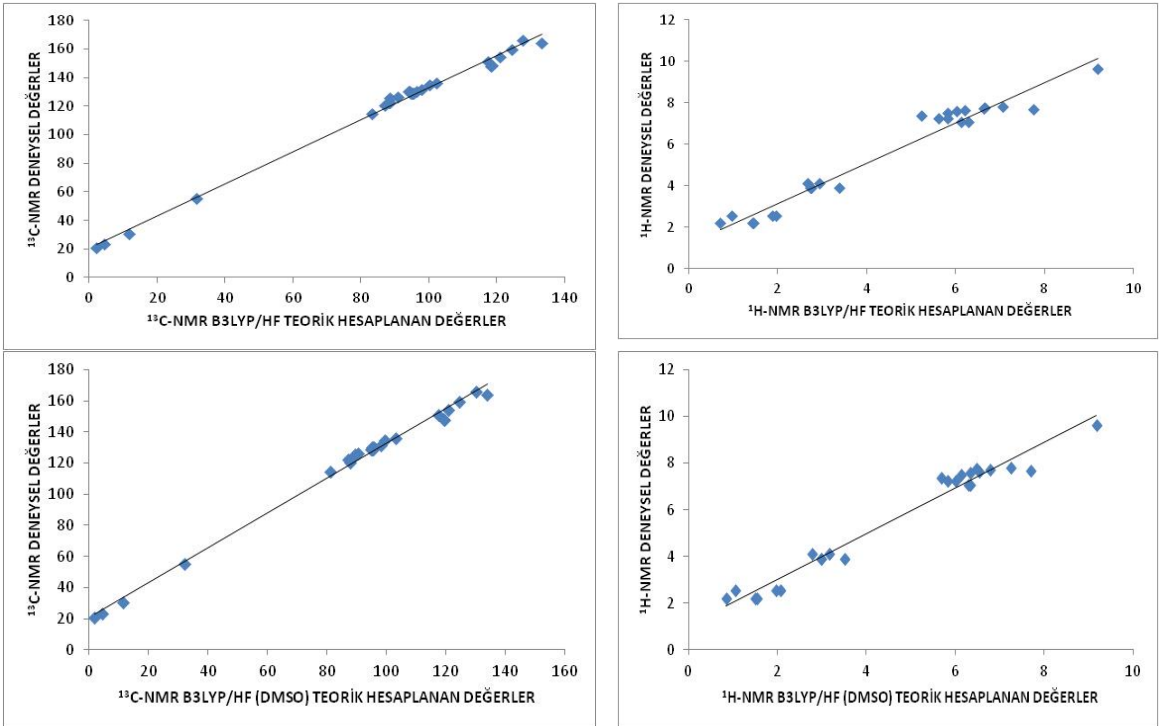 180
160
140
120
100
80
60
40
20
0
¹³C-NMR DENEYSEL DEĞERLER
0 20 40 60 80 100 120 140
¹³C-NMR B3LYP/HF TEORİK HESAPLANAN DEĞERLER
12
10
8
6
4
2
0
¹H-NMR DENEYSEL DEĞERLER
0 2 4 6 8 10
¹H-NMR B3LYP/HF TEORİK HESAPLANAN DEĞERLER
180
160
140
120
100
80
60
40
20
0
¹³C-NMR DENEYSEL DEĞERLER
0 20 40 60 80 100 120 140 160
¹³C-NMR B3LYP/HF (DMSO) TEORİK HESAPLANAN DEĞERLER
12
10
8
6
4
2
0
¹H-NMR DENEYSEL DEĞERLER
0 2 4 6 8 10
¹H-NMR B3LYP/HF (DMSO) TEORİK HESAPLANAN DEĞERLER